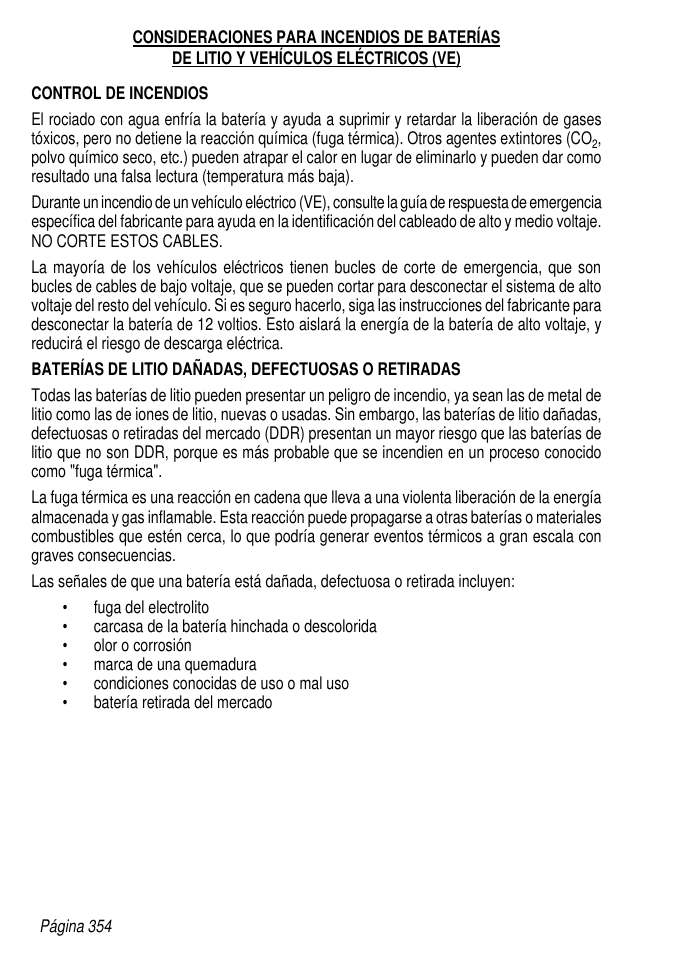 CONSIDERACIONES PARA INCENDIOS DE BATERÍAS
DE LITIO Y VEHÍCULOS ELÉCTRICOS (VE)
CONTROL DE INCENDIOS
El rociado con agua enfría la batería y ayuda a suprimir y retardar la liberación de gases
tóxicos, pero no detiene la reacción química (fuga térmica). Otros agentes extintores (CO₂,
polvo químico seco, etc.) pueden atrapar el calor en lugar de eliminarlo y pueden dar como
resultado una falsa lectura (temperatura más baja).
Durante un incendio de un vehículo eléctrico (VE), consulte la guía de respuesta de emergencia
específica del fabricante para ayuda en la identificación del cableado de alto y medio voltaje.
NO CORTE ESTOS CABLES.
La mayoría de los vehículos eléctricos tienen bucles de corte de emergencia, que son
bucles de cables de bajo voltaje, que se pueden cortar para desconectar el sistema de alto
voltaje del resto del vehículo. Si es seguro hacerlo, siga las instrucciones del fabricante para
desconectar la batería de 12 voltios. Esto aislará la energía de la batería de alto voltaje, y
reducirá el riesgo de descarga eléctrica.
BATERÍAS DE LITIO DAÑADAS, DEFECTUOSAS O RETIRADAS
Todas las baterías de litio pueden presentar un peligro de incendio, ya sean las de metal de
litio como las de iones de litio, nuevas o usadas. Sin embargo, las baterías de litio dañadas,
defectuosas o retiradas del mercado (DDR) presentan un mayor riesgo que las baterías de
litio que no son DDR, porque es más probable que se incendien en un proceso conocido
como "fuga térmica".
La fuga térmica es una reacción en cadena que lleva a una violenta liberación de la energía
almacenada y gas inflamable. Esta reacción puede propagarse a otras baterías o materiales
combustibles que estén cerca, lo que podría generar eventos térmicos a gran escala con
graves consecuencias.
Las señales de que una batería está dañada, defectuosa o retirada incluyen:
• fuga del electrolito
• carcasa de la batería hinchada o descolorida
• olor o corrosión
• marca de una quemadura
• condiciones conocidas de uso o mal uso
• batería retirada del mercado
Página 354